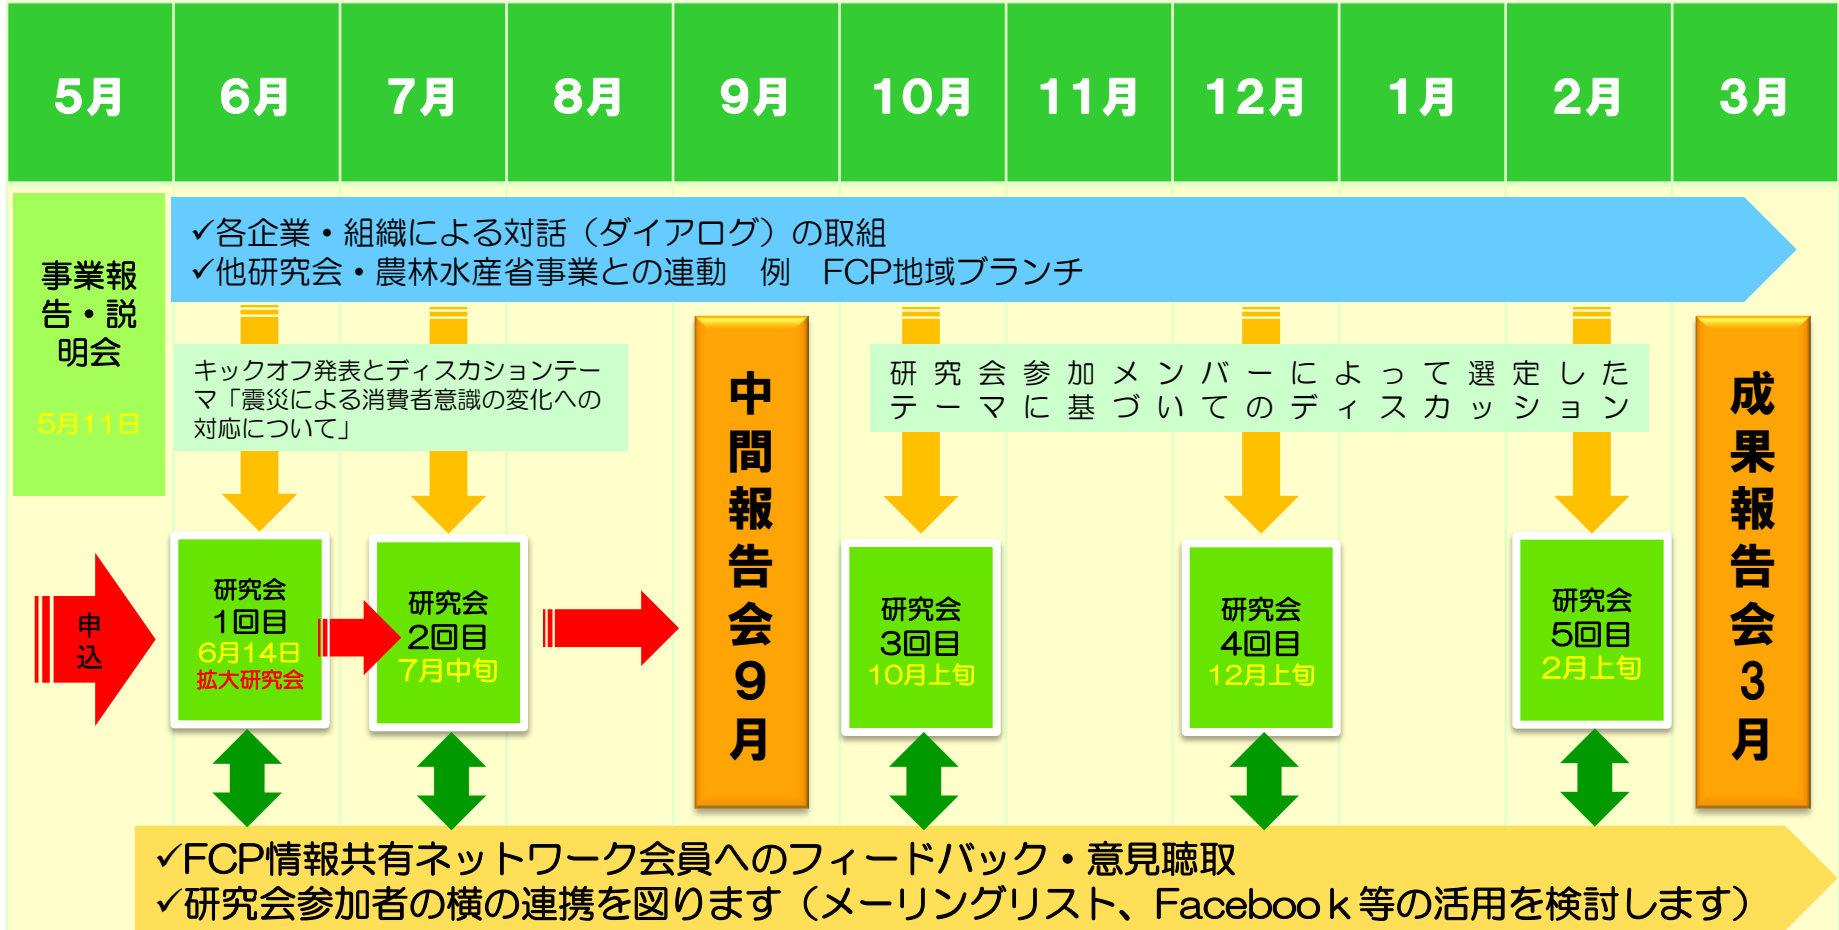 5月 6月 7月 8月 9月 10月 11月 12月 1月 2月 3月
事業報
告・説
明会
5月11日
✓各企業・組織による対話（ダイアログ）の取組
✓他研究会・農林水産省事業との連動　例　FCP地域ブランチ
キックオフ発表とディスカションテー
マ「震災による消費者意識の変化への
対応について」
中間報告会9月
研究会参加メンバーによって選定した
テーマに基づいてのディスカッション
成果報告会3月
申
込
研究会
1回目
6月14日
拡大研究会
研究会
2回目
7月中旬
研究会
3回目
10月上旬
研究会
4回目
12月上旬
研究会
5回目
2月上旬
✓FCP情報共有ネットワーク会員へのフィードバック・意見聴取
✓研究会参加者の横の連携を図ります（メーリングリスト、Facebooｋ等の活用を検討します）